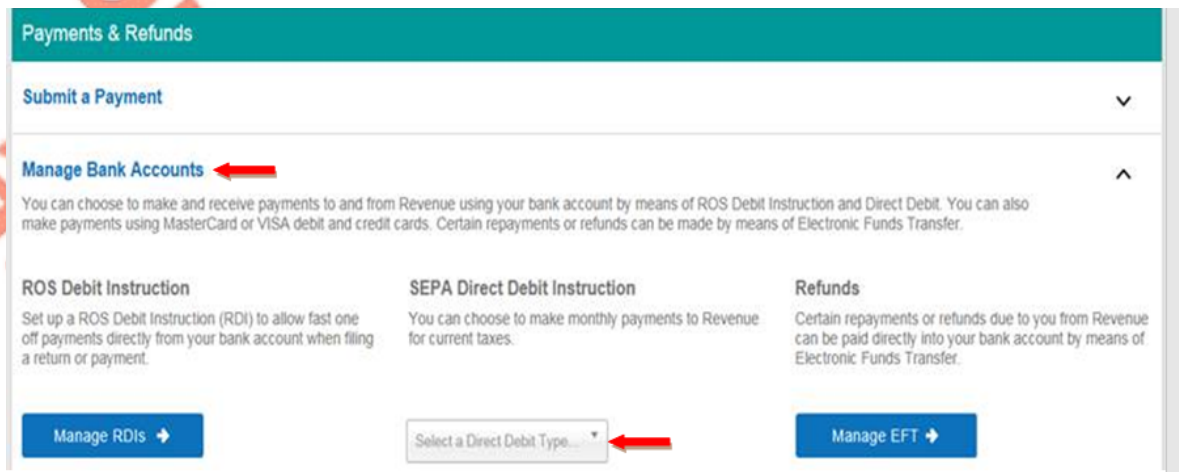 Payments & Refunds
Submit a Payment
Manage Bank Accounts
You can choose to make and receive payments to and from Revenue using your bank account by means of ROS Debit Instruction and Direct Debit. You can also
make payments using MasterCard or VISA debit and credit cards. Certain repayments or refunds can be made by means of Electronic Funds Transfer.
ROS Debit Instruction
Set up a ROS Debit Instruction (RDI) to allow fast one
off payments directly from your bank account when filing
a return or payment.
Manage RDIs
SEPA Direct Debit Instruction
You can choose to make monthly payments to Revenue
for current taxes.
Select a Direct Debit Type...
Refunds
Certain repayments or refunds due to you from Revenue
can be paid directly into your bank account by means of
Electronic Funds Transfer.
Manage EFT